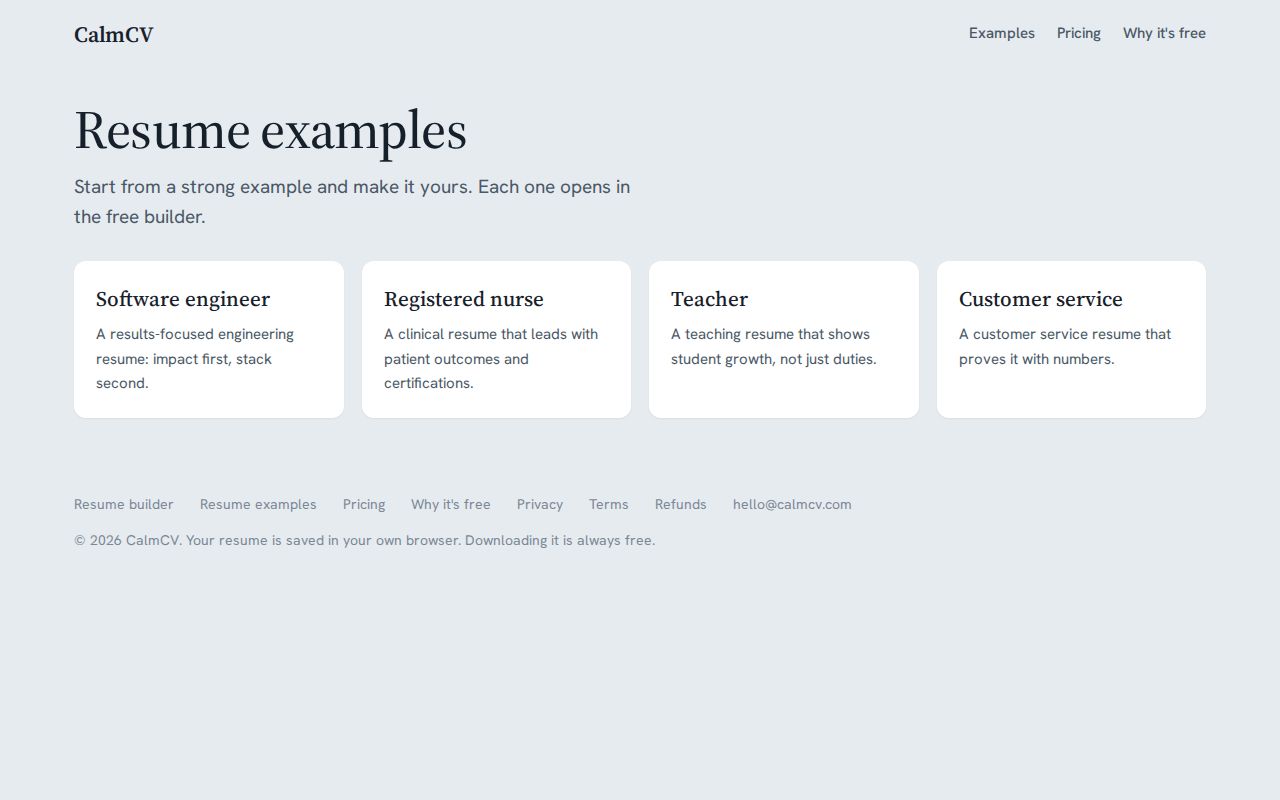 CalmCV
Examples
Pricing
Why it's free
Resume examples
Start from a strong example and make it yours. Each one opens in
the free builder.
Software engineer
A results-focused engineering
resume: impact first, stack
second.
Registered nurse
A clinical resume that leads with
patient outcomes and
certifications.
Teacher
A teaching resume that shows
student growth, not just duties.
Customer service
A customer service resume that
proves it with numbers.
Resume builder
Resume examples
Pricing
Why it's free
Privacy
Terms
Refunds
hello@calmcv.com
© 2026 CalmCV. Your resume is saved in your own browser. Downloading it is always free.